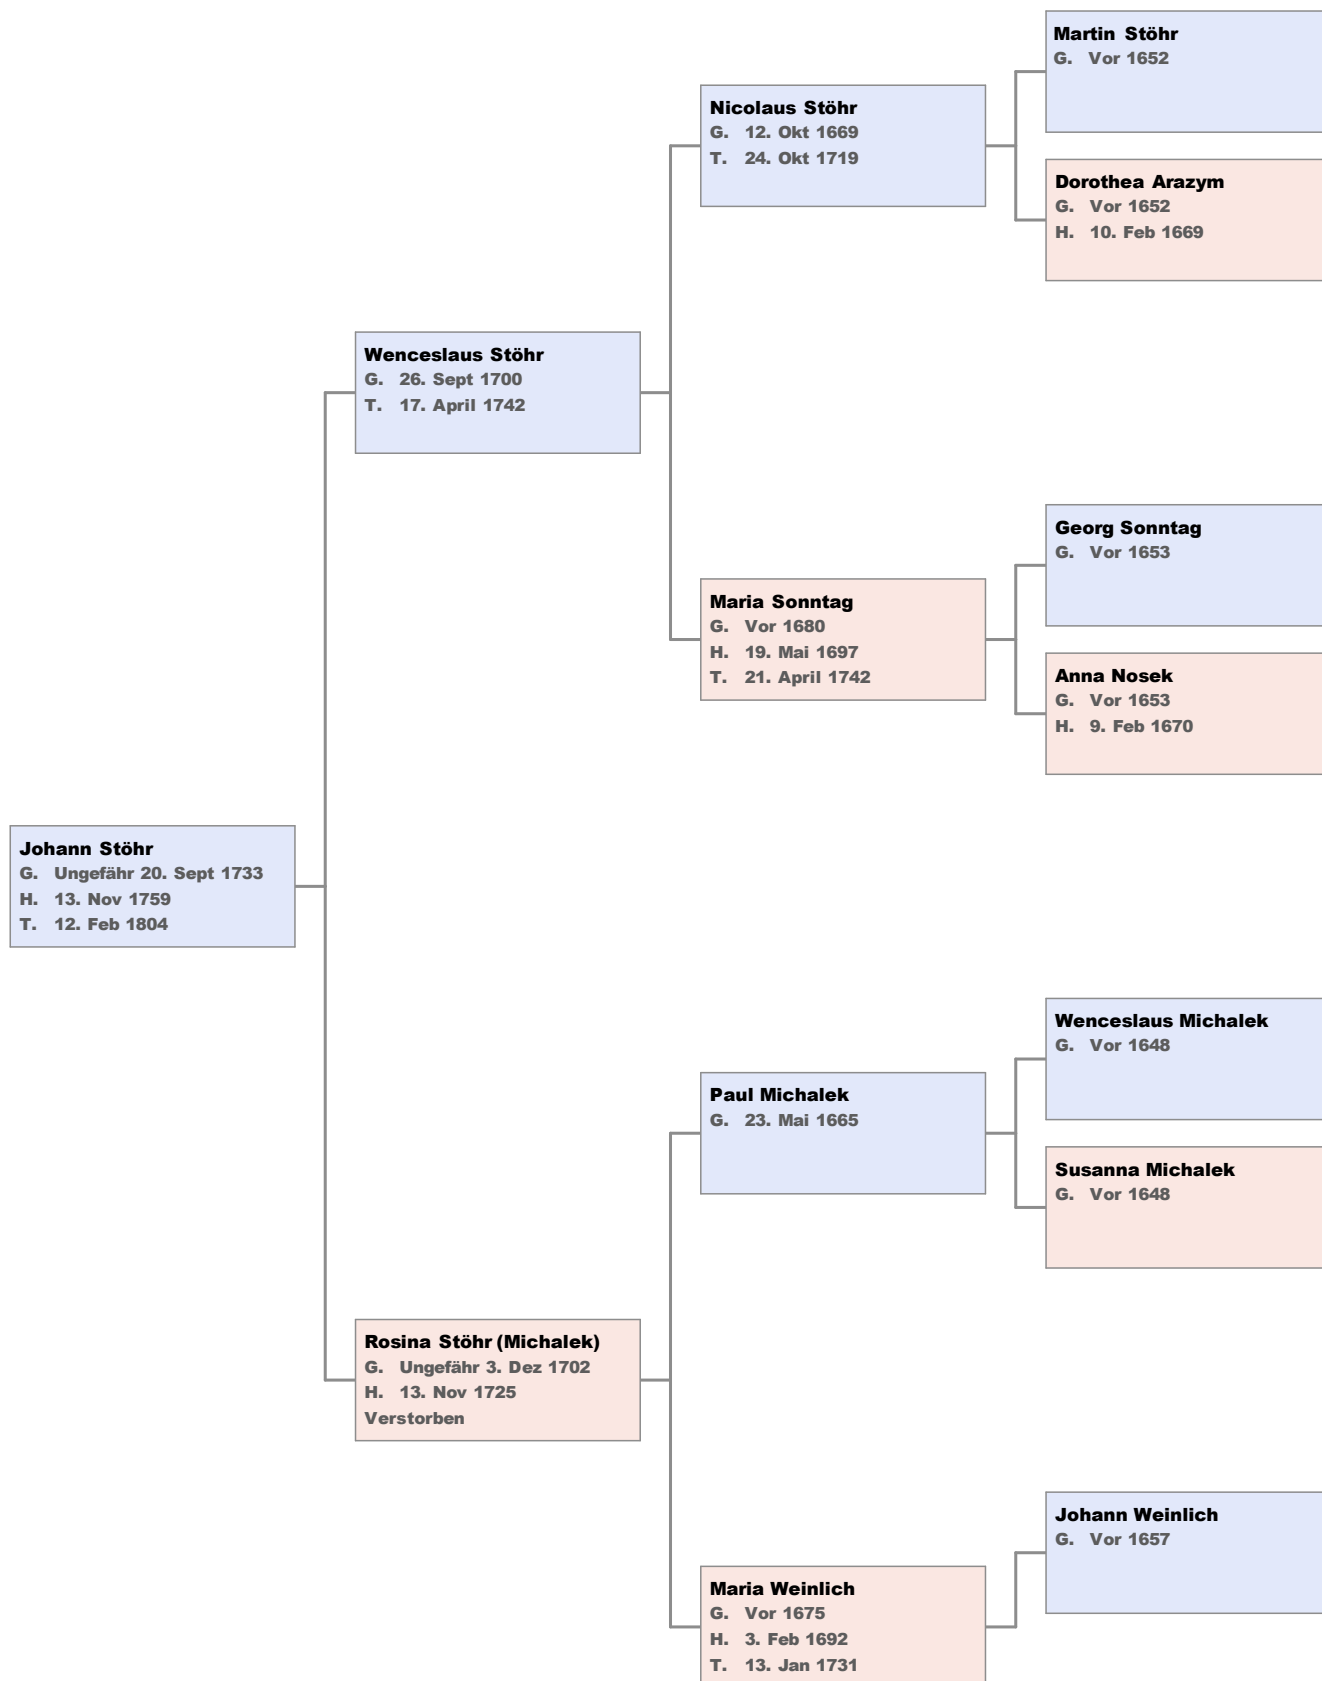 Martin Stöhr
G. Vor 1652
Nicolaus Stöhr
G. 12. Okt 1669
T. 24. Okt 1719
Dorothea Arazym
G. Vor 1652
H. 10. Feb 1669
Wenceslaus Stöhr
G. 26. Sept 1700
T. 17. April 1742
Georg Sonntag
G. Vor 1653
Maria Sonntag
G. Vor 1680
H. 19. Mai 1697
T. 21. April 1742
Anna Nosek
G. Vor 1653
H. 9. Feb 1670
Johann Stöhr
G. Ungefähr 20. Sept 1733
H. 13. Nov 1759
T. 12. Feb 1804
Wenceslaus Michalek
G. Vor 1648
Paul Michalek
G. 23. Mai 1665
Susanna Michalek
G. Vor 1648
Rosina Stöhr (Michalek)
G. Ungefähr 3. Dez 1702
H. 13. Nov 1725
Verstorben
Johann Weinlich
G. Vor 1657
Maria Weinlich
G. Vor 1675
H. 3. Feb 1692
T. 13. Jan 1731